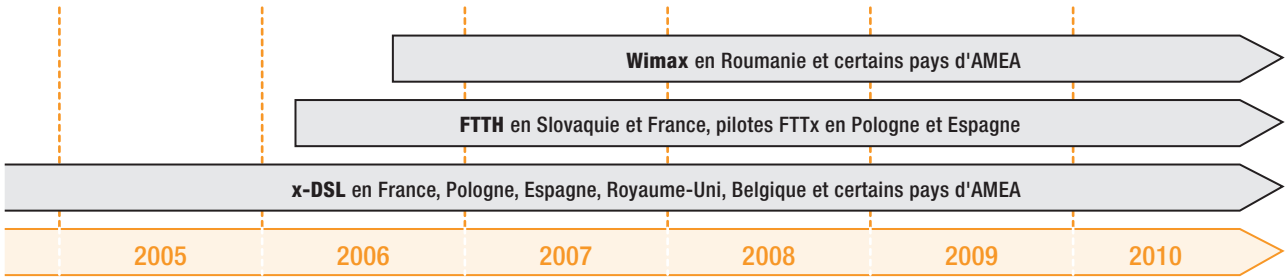 Wimax en Roumanie et certains pays d'AMEA
FTTH en Slovaquie et France, pilotes FTTx en Pologne et Espagne
x-DSL en France, Pologne, Espagne, Royaume-Uni, Belgique et certains pays d'AMEA
2005 2006 2007 2008 2009 2010